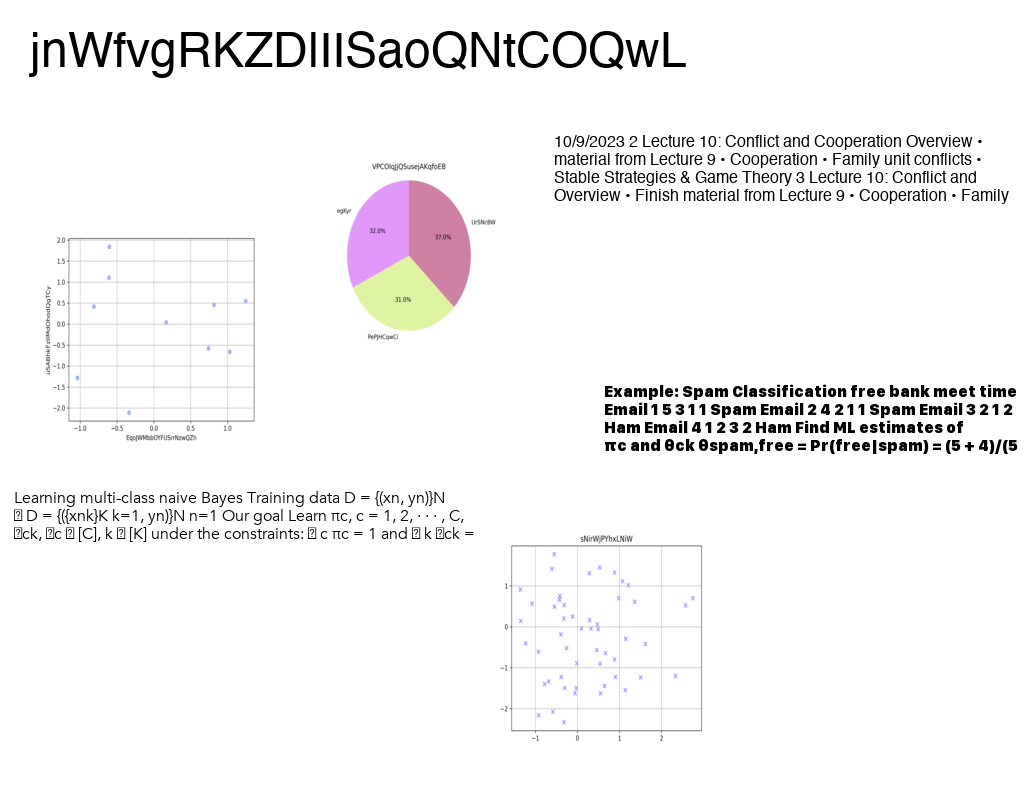 jnWfvgRKZDIIISaoQNtCOQwL
10/9/2023 2 Lecture 10: Conflict and Cooperation Overview •
material from Lecture 9 • Cooperation • Family unit conflicts •
Stable Strategies & Game Theory 3 Lecture 10: Conflict and
Overview • Finish material from Lecture 9 • Cooperation • Family
egKyr
32.0%
37.0%
UrSNcBW
31.0%
PePJHCqwCi
2.0
1.5
1.0
0.5
0.0
−0.5
−1.0
−1.5
−2.0
−1.0 −0.5 0.0 0.5 1.0
Example: Spam Classification free bank meet time
Email 1 5 3 1 1 Spam Email 2 4 2 1 1 Spam Email 3 2 1 2
Ham Email 4 1 2 3 2 Ham Find ML estimates of
πc and θck θspam,free = Pr(free|spam) = (5 + 4)/(5
Learning multi-class naive Bayes Training data D = {(xn, yn)}N
D = {({xnk}K k=1, yn)}N n=1 Our goal Learn πc, c = 1, 2, · · · , C,
ck, c [C], k [K] under the constraints: c πc = 1 and k ck =
sNirWjPYhxLNiW
1
0
−1
−2
−1 0 1 2